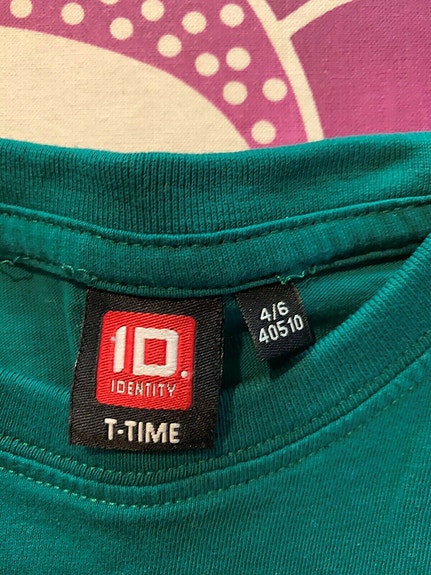 ID.
IDENTITY
T-TIME
4/6
40510